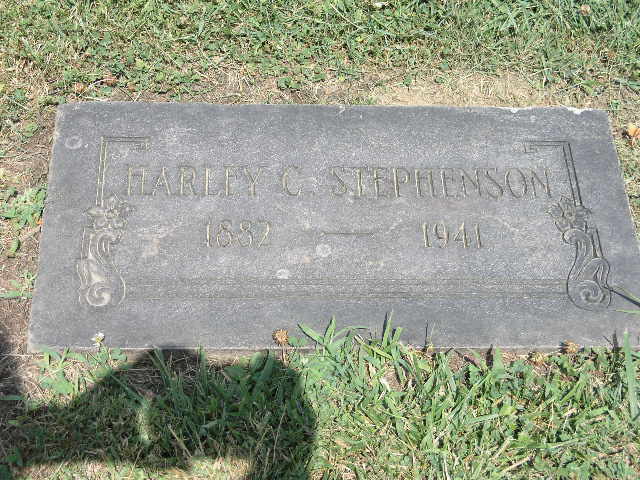 HARLEY C. STEPHENSON
1882 — 1941